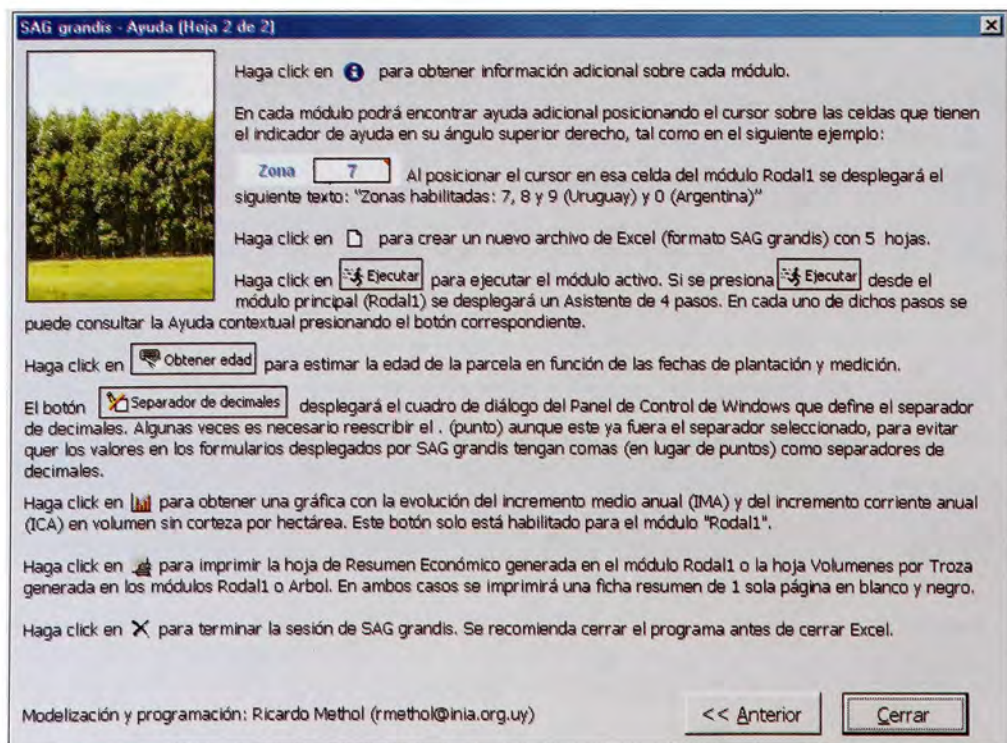 SAG grandis - Ayuda (Hoja 2 de 2)
Haga click en para obtener información adicional sobre cada módulo.
En cada módulo podrá encontrar ayuda adicional posicionando el cursor sobre las celdas que tienen
el indicador de ayuda en su ángulo superior derecho, tal como en el siguiente ejemplo:
Zona 7 Al posicionar el cursor en esa celda del módulo Rodal1 se desplegará el
siguiente texto: "Zonas habilitadas: 7, 8 y 9 (Uruguay) y 0 (Argentina)"
Haga click en para crear un nuevo archivo de Excel (formato SAG grandis) con 5 hojas.
Haga click en Ejecutar para ejecutar el módulo activo. Si se presiona Ejecutar desde el
módulo principal (Rodal1) se desplegará un Asistente de 4 pasos. En cada uno de dichos pasos se
puede consultar la Ayuda contextual presionando el botón correspondiente.
Haga click en Obtener edad para estimar la edad de la parcela en función de las fechas de plantación y medición.
El botón Separador de decimales desplegará el cuadro de diálogo del Panel de Control de Windows que define el separador
de decimales. Algunas veces es necesario reescribir el . (punto) aunque este ya fuera el separador seleccionado, para evitar
quer los valores en los formularios desplegados por SAG grandis tengan comas (en lugar de puntos) como separadores de
decimales.
Haga click en para obtener una gráfica con la evolución del incremento medio anual (IMA) y del incremento corriente anual
(ICA) en volumen sin corteza por hectárea. Este botón solo está habilitado para el módulo "Rodal1".
Haga click en para imprimir la hoja de Resumen Económico generada en el módulo Rodal1 o la hoja Volumenes por Troza
generada en los módulos Rodal1 o Arbol. En ambos casos se imprimirá una ficha resumen de 1 sola página en blanco y negro.
Haga click en para terminar la sesión de SAG grandis. Se recomienda cerrar el programa antes de cerrar Excel.
Modelización y programación: Ricardo Methol (rmethol@inia.org.uy)
<< Anterior
Cerrar